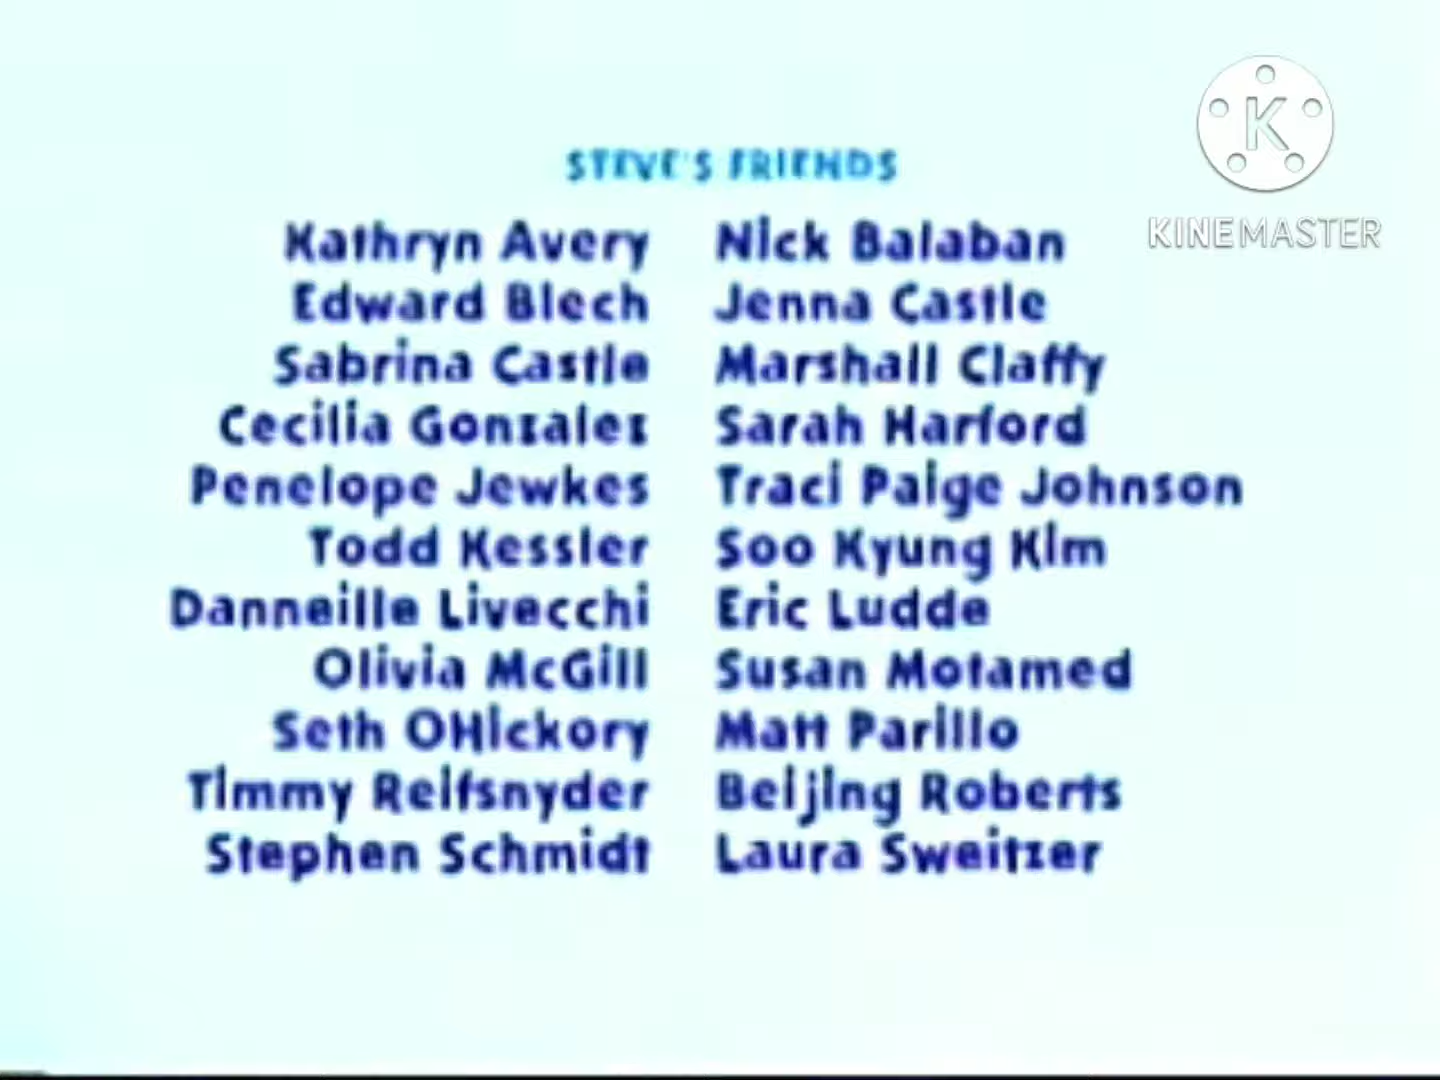 STEVE'S FRIENDS
Kathryn Avery Nick Balaban
Edward Blech Jenna Castle
Sabrina Castle Marshall Claffy
Cecilia Gonzalez Sarah Harford
Penelope Jewkes Traci Paige Johnson
Todd Kessler Soo Kyung Kim
Danneille Livecchi Eric Ludde
Olivia McGill Susan Motamed
Seth OHickory Matt Parillo
Timmy Reifsnyder Beijing Roberts
Stephen Schmidt Laura Sweitzer
K
KINEMASTER